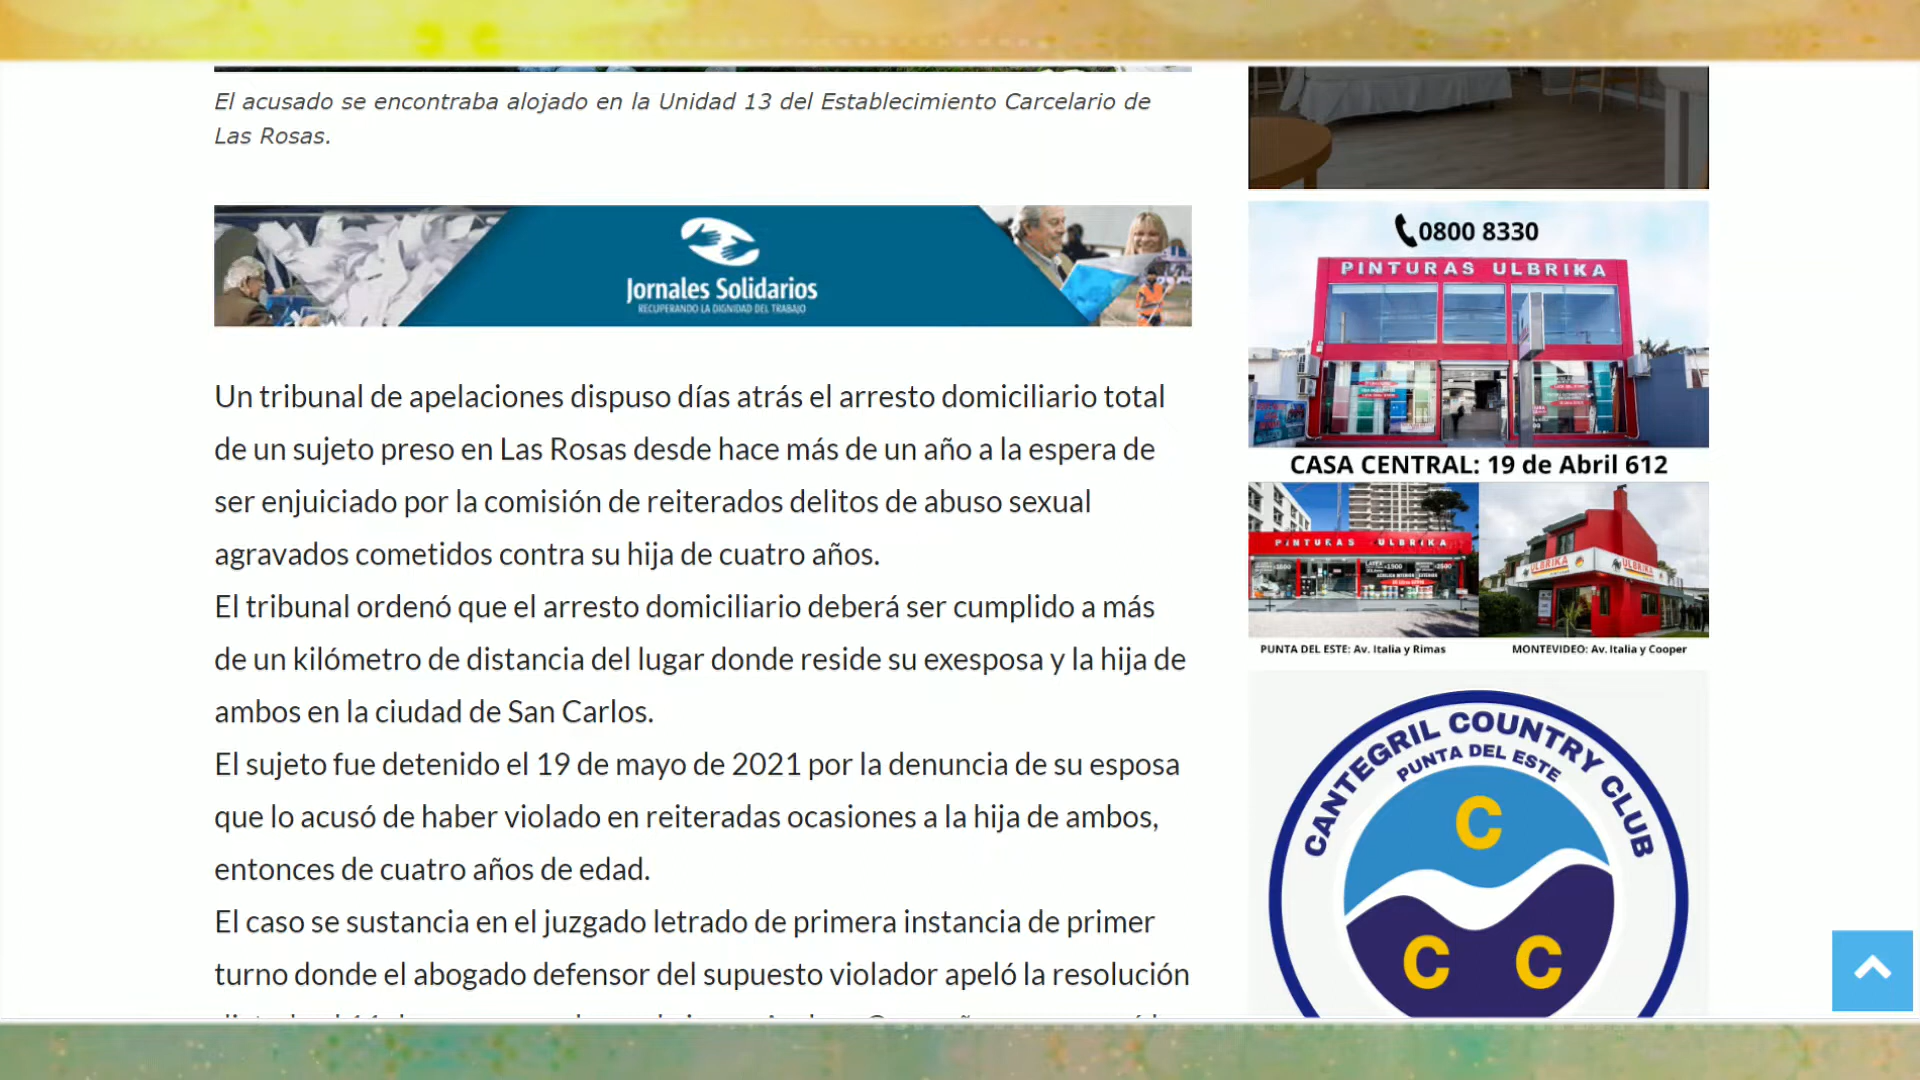 El acusado se encontraba alojado en la Unidad 13 del Establecimiento Carcelario de
Las Rosas.
Jornales Solidarios
RECUPERANDO LA DIGNIDAD DEL TRABAJO
Un tribunal de apelaciones dispuso días atrás el arresto domiciliario total
de un sujeto preso en Las Rosas desde hace más de un año a la espera de
ser enjuiciado por la comisión de reiterados delitos de abuso sexual
agravados cometidos contra su hija de cuatro años.
El tribunal ordenó que el arresto domiciliario deberá ser cumplido a más
de un kilómetro de distancia del lugar donde reside su exesposa y la hija de
ambos en la ciudad de San Carlos.
El sujeto fue detenido el 19 de mayo de 2021 por la denuncia de su esposa
que lo acusó de haber violado en reiteradas ocasiones a la hija de ambos,
entonces de cuatro años de edad.
El caso se sustancia en el juzgado letrado de primera instancia de primer
turno donde el abogado defensor del supuesto violador apeló la resolución
0800 8330
PINTURAS ULBRIKA
CASA CENTRAL: 19 de Abril 612
PINTURAS ULBRIKA
ULBRIKA
ULBRIKA
PUNTA DEL ESTE: Av. Italia y Rimas
MONTEVIDEO: Av. Italia y Cooper
CANTEGRIL COUNTRY CLUB
PUNTA DEL ESTE
C
C C